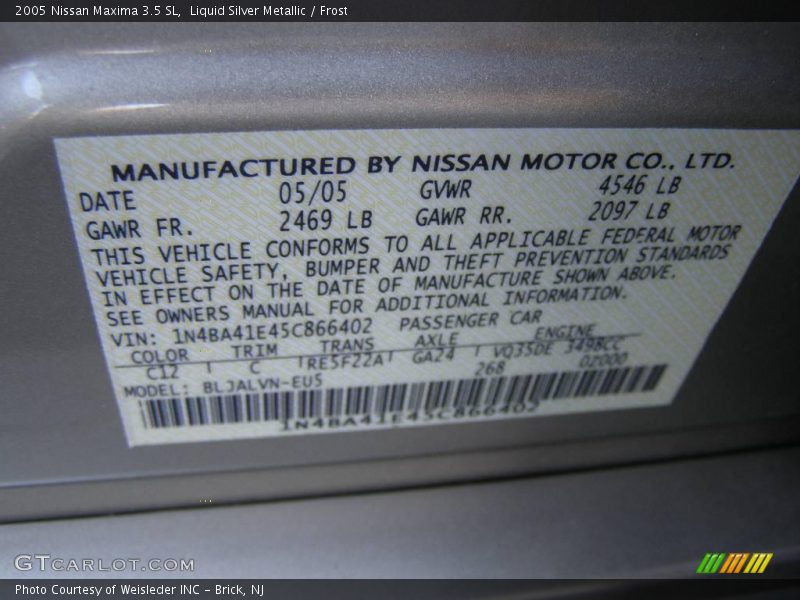 2005 Nissan Maxima 3.5 SL,  Liquid Silver Metallic / Frost
MANUFACTURED BY NISSAN MOTOR CO., LTD.
DATE 05/05 GVWR 4546 LB
GAWR FR. 2469 LB GAWR RR. 2097 LB
THIS VEHICLE CONFORMS TO ALL APPLICABLE FEDERAL MOTOR
VEHICLE SAFETY, BUMPER AND THEFT PREVENTION STANDARDS
IN EFFECT ON THE DATE OF MANUFACTURE SHOWN ABOVE.
SEE OWNERS MANUAL FOR ADDITIONAL INFORMATION.
VIN: 1N4BA41E45C866402 PASSENGER CAR
COLOR TRIM TRANS AXLE ENGINE
C12 C RE5F22A GA24 VQ35DE 3498CC
MODEL: BLJALVN-EU5 268 02000
1N4BA41E45C866402
GTCARLOT.COM
Photo Courtesy of Weisleder INC - Brick, NJ